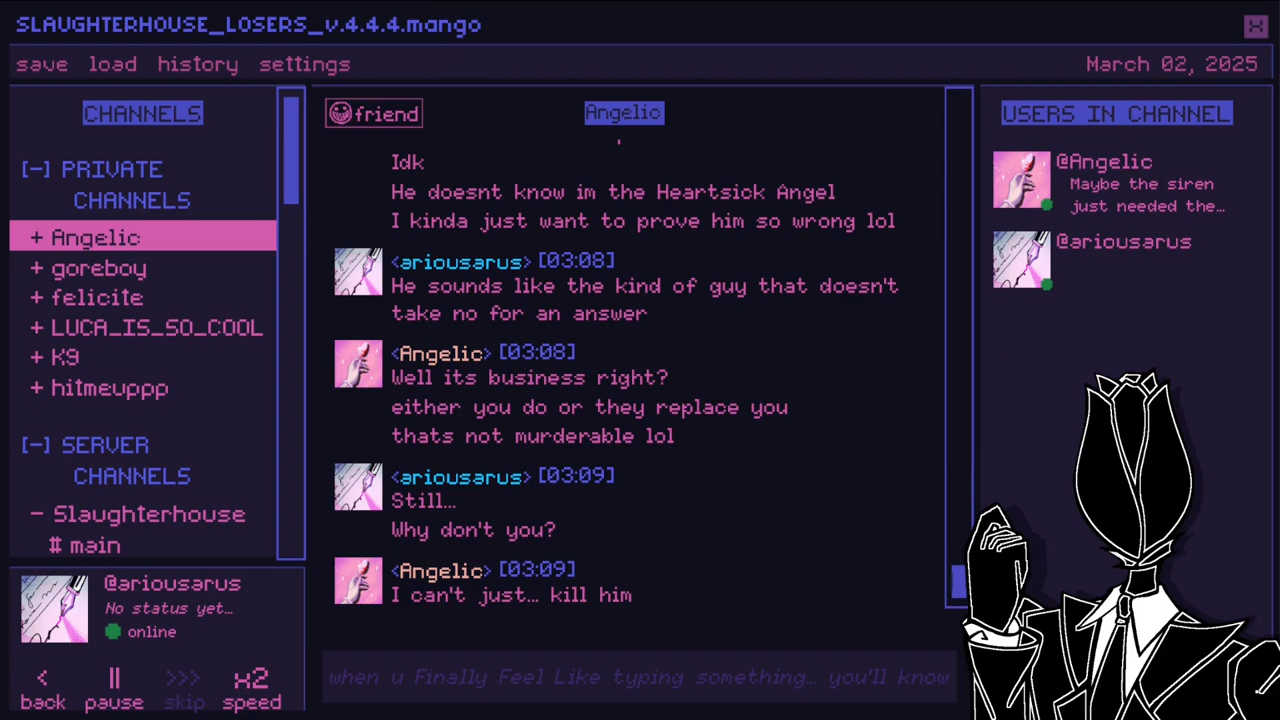 SLAUGHTERHOUSE_LOSERS_v.4.4.4.mango
x
save load history settings
March 02, 2025
CHANNELS
[-] PRIVATE
CHANNELS
+ Angelic
+ goreboy
+ felicite
+ LUCA_IS_SO_COOL
+ K9
+ hitmeuppp
[-] SERVER
CHANNELS
- Slaughterhouse
# main
@ariousarus
No status yet...
online
< back
|| pause
>>> skip
x2 speed
friend
Angelic
Idk
He doesnt know im the Heartsick Angel
I kinda just want to prove him so wrong lol
<ariousarus> [03:08]
He sounds like the kind of guy that doesn't
take no for an answer
<Angelic> [03:08]
Well its business right?
either you do or they replace you
thats not murderable lol
<ariousarus> [03:09]
Still...
Why don't you?
<Angelic> [03:09]
I can't just... kill him
when u Finally Feel Like typing something... you'll know
USERS IN CHANNEL
@Angelic
Maybe the siren
just needed the...
@ariousarus